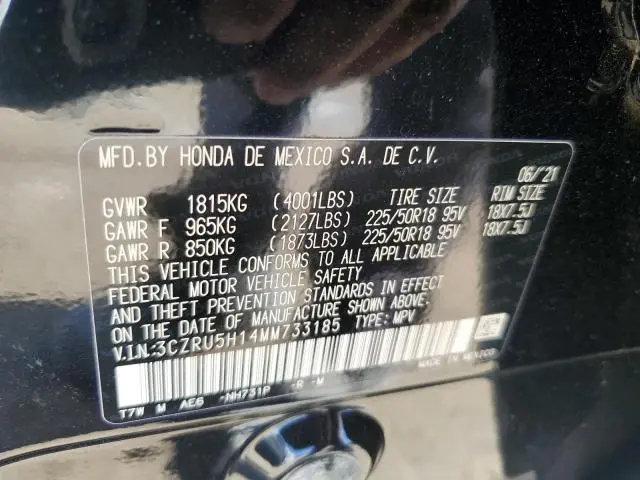 MFD.BY HONDA DE MEXICO S.A. DE C.V.
06/'21
GVWR 1815KG (4001LBS) TIRE SIZE RIM SIZE
GAWR F 965KG (2127LBS) 225/50R18 95V 18X7.5J
GAWR R 850KG (1873LBS) 225/50R18 95V 18X7.5J
THIS VEHICLE CONFORMS TO ALL APPLICABLE
FEDERAL MOTOR VEHICLE SAFETY
AND THEFT PREVENTION STANDARDS IN EFFECT
ON THE DATE OF MANUFACTURE SHOWN ABOVE.
V.I.N.:3CZRU5H14MM733185 TYPE: MPV
MADE IN MEXICO
T7W M AE6 -NH731P -R -M